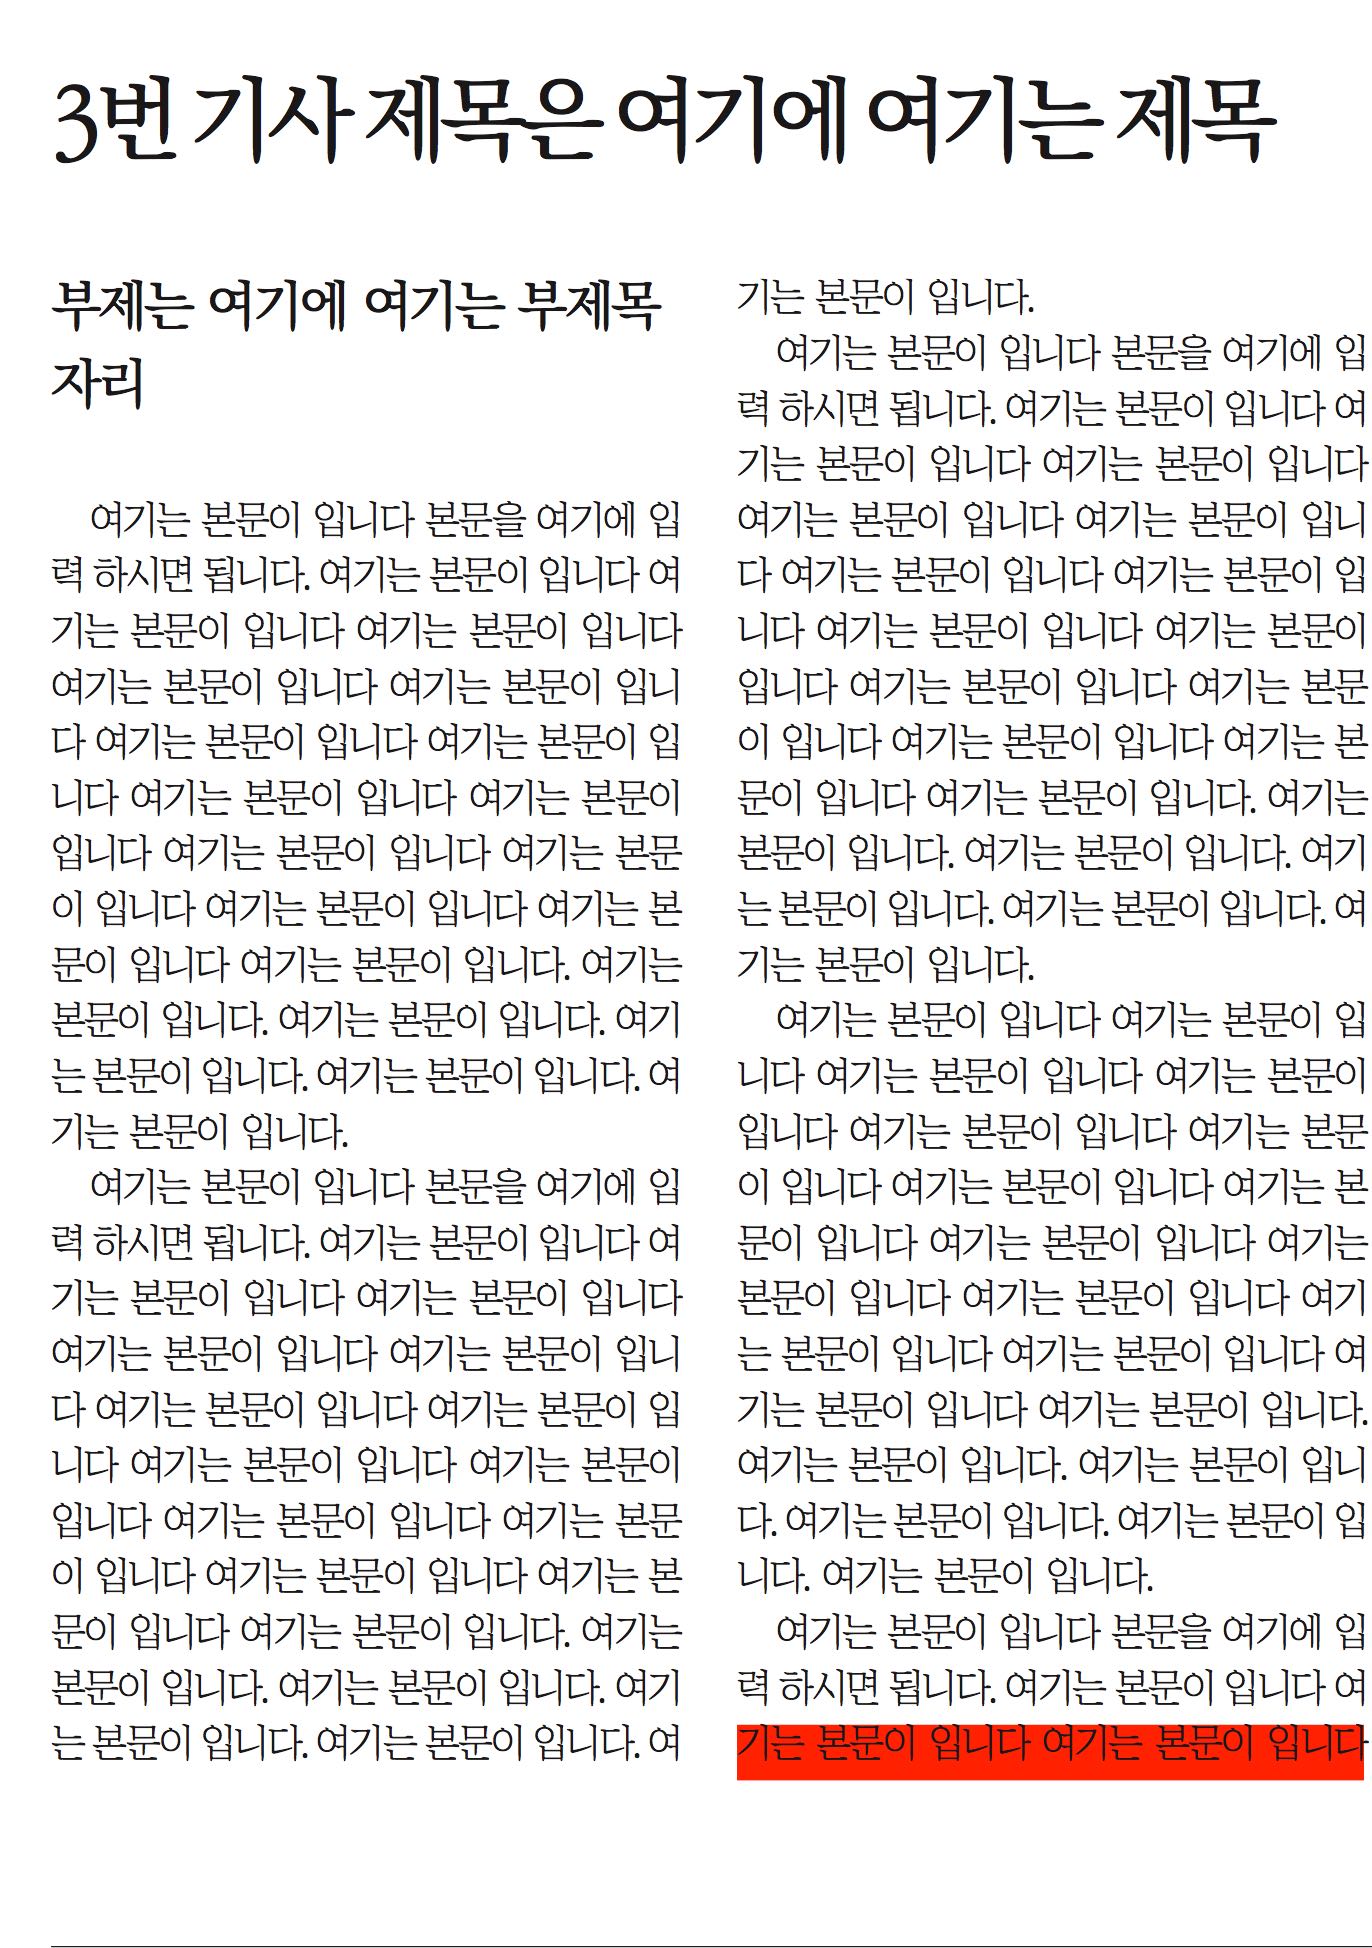 3번 기사 제목은 여기에 여기는 제목
부제는 여기에 여기는 부제목
자리
여기는 본문이 입니다 본문을 여기에 입
력 하시면 됩니다. 여기는 본문이 입니다 여
기는 본문이 입니다 여기는 본문이 입니다
여기는 본문이 입니다 여기는 본문이 입니
다 여기는 본문이 입니다 여기는 본문이 입
니다 여기는 본문이 입니다 여기는 본문이
입니다 여기는 본문이 입니다 여기는 본문
이 입니다 여기는 본문이 입니다 여기는 본
문이 입니다 여기는 본문이 입니다. 여기는
본문이 입니다. 여기는 본문이 입니다. 여기
는 본문이 입니다. 여기는 본문이 입니다. 여
기는 본문이 입니다.
여기는 본문이 입니다 본문을 여기에 입
력 하시면 됩니다. 여기는 본문이 입니다 여
기는 본문이 입니다 여기는 본문이 입니다
여기는 본문이 입니다 여기는 본문이 입니
다 여기는 본문이 입니다 여기는 본문이 입
니다 여기는 본문이 입니다 여기는 본문이
입니다 여기는 본문이 입니다 여기는 본문
이 입니다 여기는 본문이 입니다 여기는 본
문이 입니다 여기는 본문이 입니다. 여기는
본문이 입니다. 여기는 본문이 입니다. 여기
는 본문이 입니다. 여기는 본문이 입니다. 여
기는 본문이 입니다.
여기는 본문이 입니다 본문을 여기에 입
력 하시면 됩니다. 여기는 본문이 입니다 여
기는 본문이 입니다 여기는 본문이 입니다
여기는 본문이 입니다 여기는 본문이 입니
다 여기는 본문이 입니다 여기는 본문이 입
니다 여기는 본문이 입니다 여기는 본문이
입니다 여기는 본문이 입니다 여기는 본문
이 입니다 여기는 본문이 입니다 여기는 본
문이 입니다 여기는 본문이 입니다. 여기는
본문이 입니다. 여기는 본문이 입니다. 여기
는 본문이 입니다. 여기는 본문이 입니다. 여
기는 본문이 입니다.
여기는 본문이 입니다 여기는 본문이 입
니다 여기는 본문이 입니다 여기는 본문이
입니다 여기는 본문이 입니다 여기는 본문
이 입니다 여기는 본문이 입니다 여기는 본
문이 입니다 여기는 본문이 입니다 여기는
본문이 입니다 여기는 본문이 입니다 여기
는 본문이 입니다 여기는 본문이 입니다 여
기는 본문이 입니다 여기는 본문이 입니다.
여기는 본문이 입니다. 여기는 본문이 입니
다. 여기는 본문이 입니다. 여기는 본문이 입
니다. 여기는 본문이 입니다.
여기는 본문이 입니다 본문을 여기에 입
력 하시면 됩니다. 여기는 본문이 입니다 여
기는 본문이 입니다 여기는 본문이 입니다